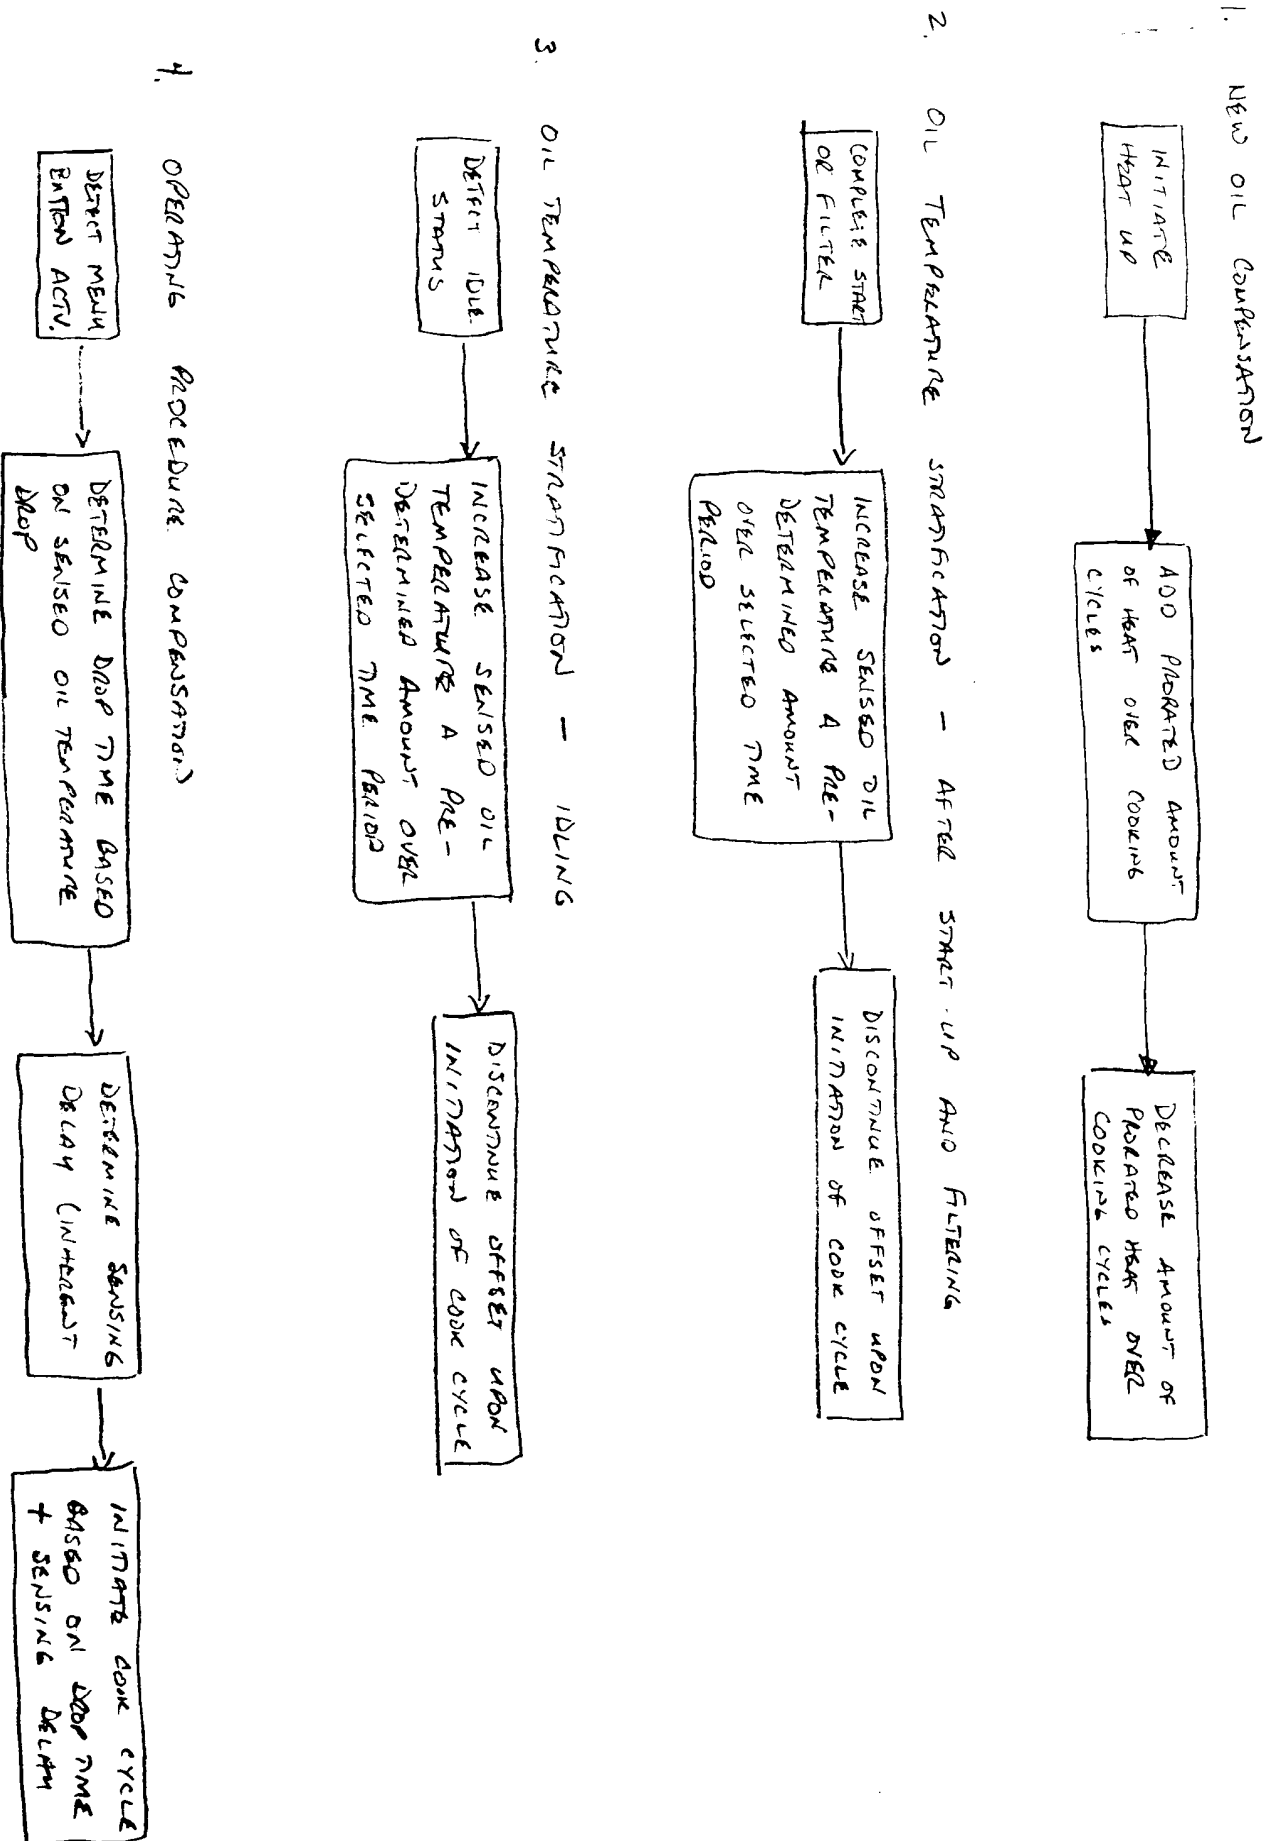 1. NEW OIL COMPENSATION
INITIATE
HEAT UP
ADD PRORATED AMOUNT
OF HEAT OVER COOKING
CYCLES
DECREASE AMOUNT OF
PRORATED HEAT OVER
COOKING CYCLES
2. OIL TEMPERATURE STRATIFICATION - AFTER START-UP AND FILTERING
COMPLETE START
OR FILTER
INCREASE SENSED OIL
TEMPERATURE A PRE-
DETERMINED AMOUNT
OVER SELECTED TIME
PERIOD
DISCONTINUE OFFSET UPON
INITIATION OF COOK CYCLE
3. OIL TEMPERATURE STRATIFICATION - IDLING
DETECT IDLE
STATUS
INCREASE SENSED OIL
TEMPERATURE A PRE-
DETERMINED AMOUNT OVER
SELECTED TIME PERIOD
DISCONTINUE OFFSET UPON
INITIATION OF COOK CYCLE
4. OPERATING PROCEDURE COMPENSATION
DETECT MENU
BUTTON ACTV.
DETERMINE DROP TIME BASED
ON SENSED OIL TEMPERATURE
DROP
DETERMINE SENSING
DELAY (INHERENT
INITIATE COOK CYCLE
BASED ON DROP TIME
+ SENSING DELAY